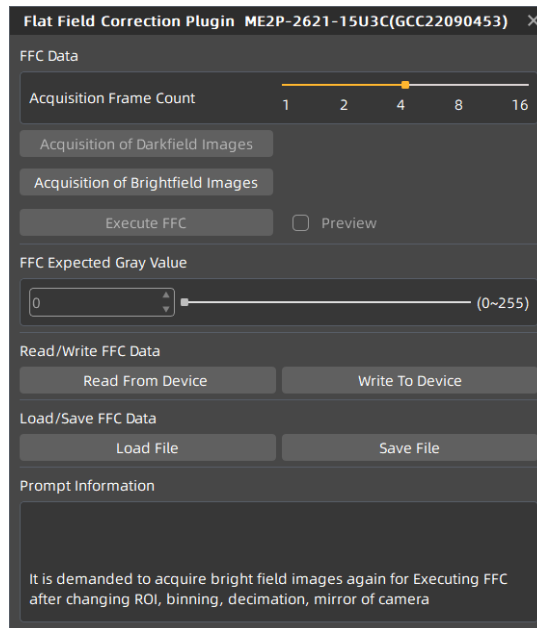 Flat Field Correction Plugin ME2P-2621-15U3C(GCC22090453) ×
FFC Data
Acquisition Frame Count
1 2 4 8 16
Acquisition of Darkfield Images
Acquisition of Brightfield Images
Execute FFC Preview
FFC Expected Gray Value
0 (0~255)
Read/Write FFC Data
Read From Device Write To Device
Load/Save FFC Data
Load File Save File
Prompt Information
It is demanded to acquire bright field images again for Executing FFC
after changing ROI, binning, decimation, mirror of camera